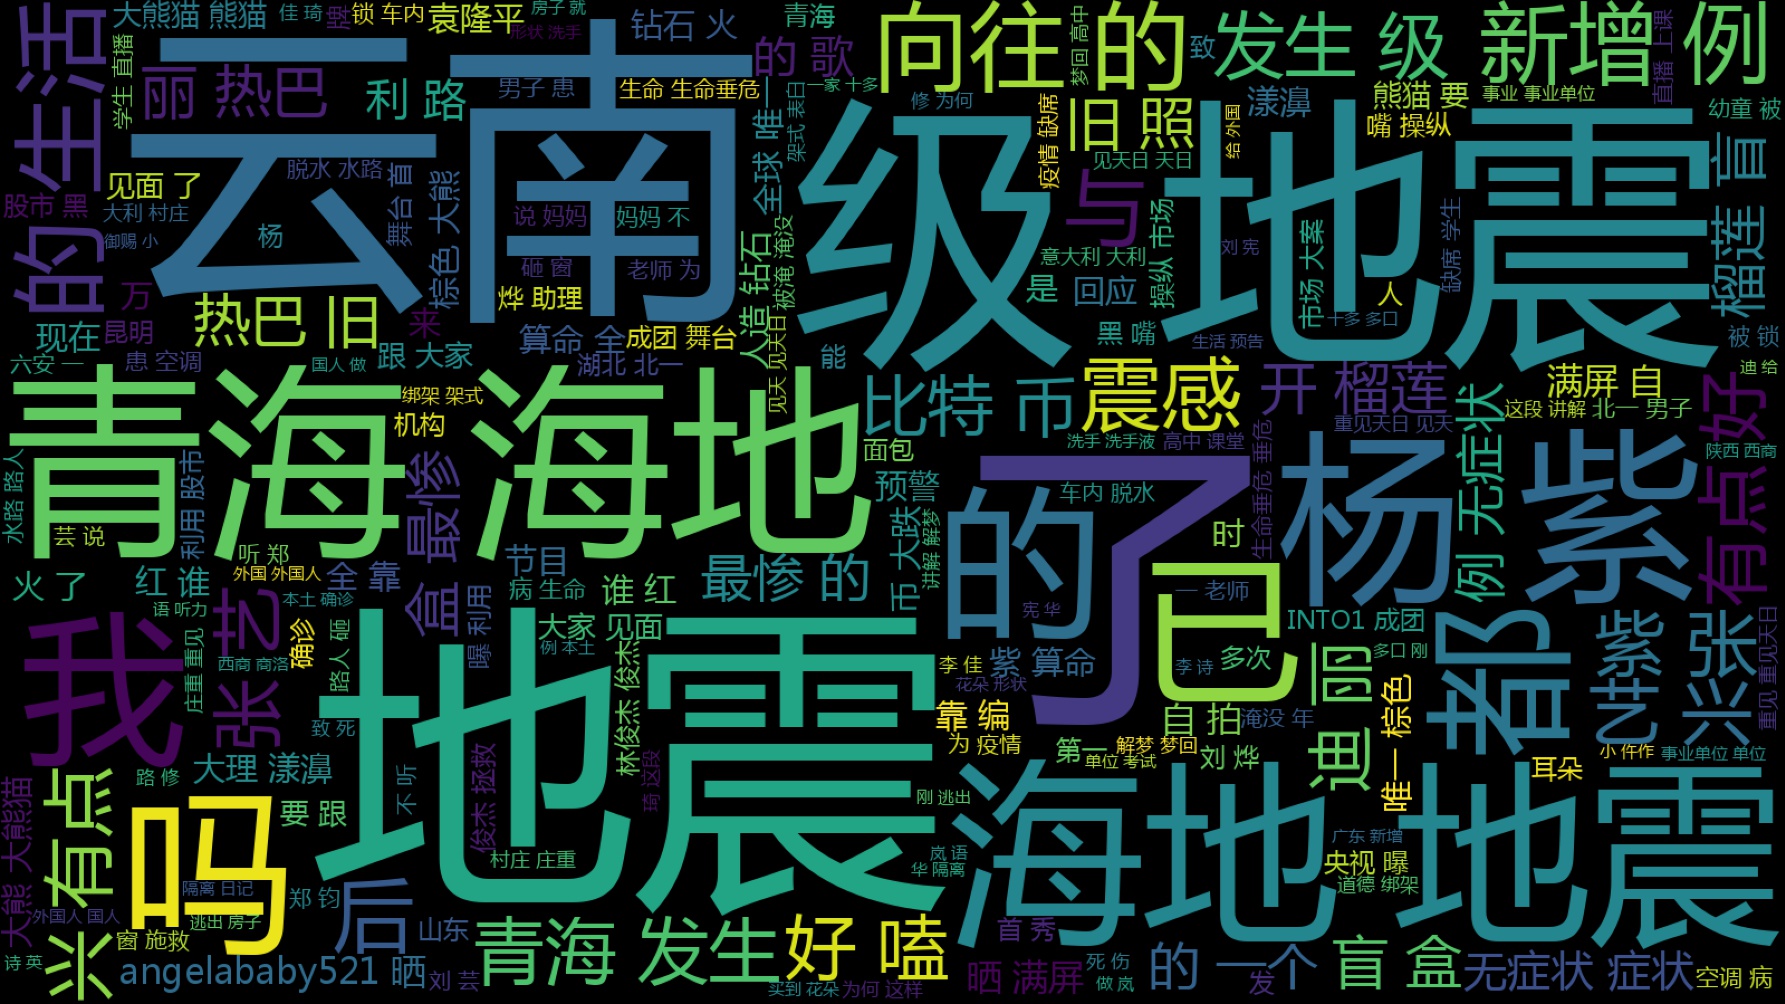 大熊猫 熊猫
佳 琦
牌
锁 车内
袁隆平
房子 就
形状 洗手
钻石 火
青海
的 歌
向往 的
梦回 高中
致
发生 级
新增 例
直播 上课
的 生活
学生 直播
丽 热巴
利 路
云南
男子 患
生命 生命垂危
全球 唯一
架式 表白
一家 十多
修 为何
级 地震
疫情 缺席
旧 照
见天日 天日
给 外国
漾濞
熊猫 要
嘴 操纵
事业 事业单位
幼童 被
榴莲 盲
见面 了
脱水 水路
股市 黑
大利 村庄
御赐 小
杨
舞台 首
棕色 大熊
说 妈妈
妈妈 不
砸 窗
老师 为
人造 钻石
被淹 淹没
与
意大利 大利
是
回应
操纵 市场
刘 宪
市场 大案
人
缺席 学生
万
昆明
现在
热巴 旧
来
烨 助理
算命 全
成团 舞台
湖北 北一
见天 见天日
能
黑 嘴
十多 多口
生活 预告
被 锁
六安 一
患 空调
国人 做
跟 大家
青海 海地
绑架 架式
机构
比特 币
震感
开 榴莲
满屏 自
迪 给
这段 讲解
北一 男子
重见天日 见天
有点 好
陕西 西商
面包
洗手 洗手液
高中 课堂
生命垂危 垂危
例 无症状
杨紫
水路 路人
利用 股市
盒 最惨
预警
币 大跌
讲解 解梦
车内 脱水
时
的
了
芸 说
听 郑
外国 外国人
全 靠
节目
病 生命
最惨 的
火 了
红 谁
语 听力
本土 确诊
谁 红
已
一 老师
宪 华
INTO1 成团
都
紫
张艺兴
我
张艺
确诊
西商 商洛
庄重 重见
路人 砸
曝 利用
地震
大家 见面
例 本土
林俊杰 俊杰
李 佳
紫 算命
花朵 形状
李 诗
多次
迪丽
多口 刚
唯一 棕色
重见 重见天日
致 死
靠 编
为 疫情
自 拍
淹没 年
第一
解梦 梦回
单位 考试
刘 烨
小 仵作
事业单位 单位
耳朵
大熊 大熊猫
兴 有点
路 修
大理 漾濞
要 跟
不 听
俊杰 拯救
琦 这段
刚 逃出
海地 地震
吗
村庄 庄重
岚 语
华 隔离
广东 新增
央视 曝
道德 绑架
隔离 日记
外国人 国人
逃出 房子
郑 钧
后
山东
窗 施救
诗 英
angelababy521 晒
刘 芸
青海 发生
好 嗑
买到 花朵
为何 这样
首 秀
晒 满屏
死 伤
做 岚
的 一个
发
盲 盒
无症状 症状
空调 病